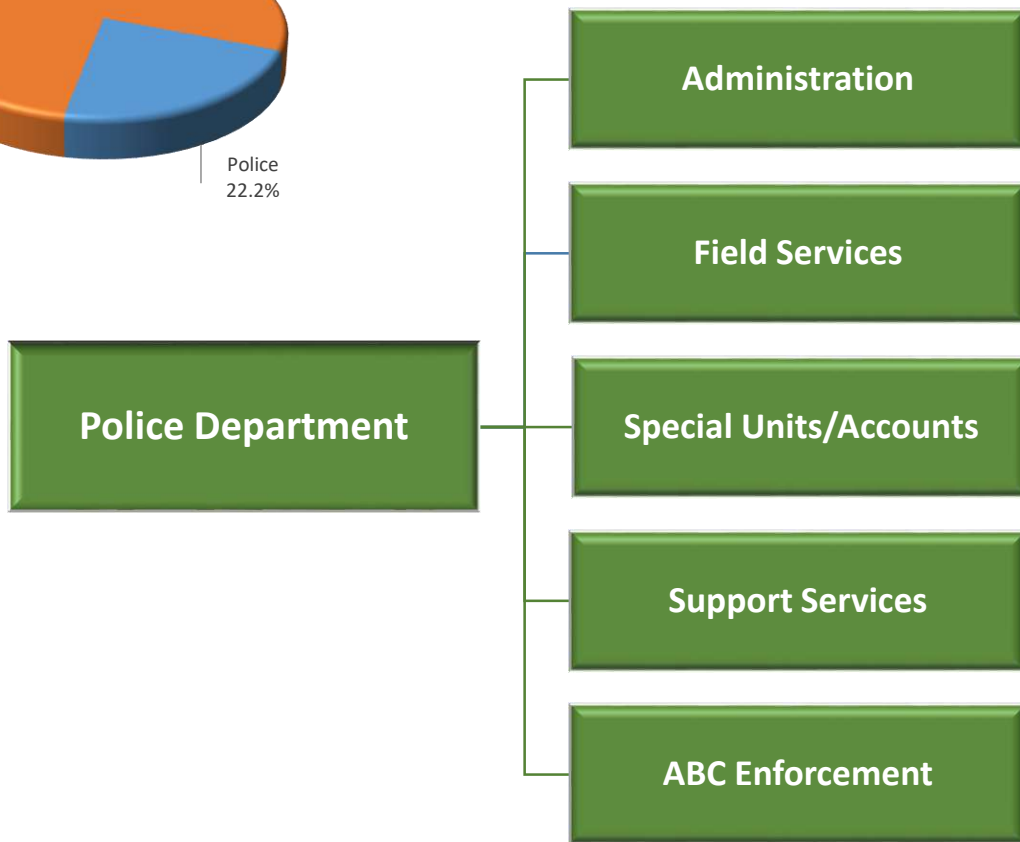 Police
22.2%
Police Department
Administration
Field Services
Special Units/Accounts
Support Services
ABC Enforcement